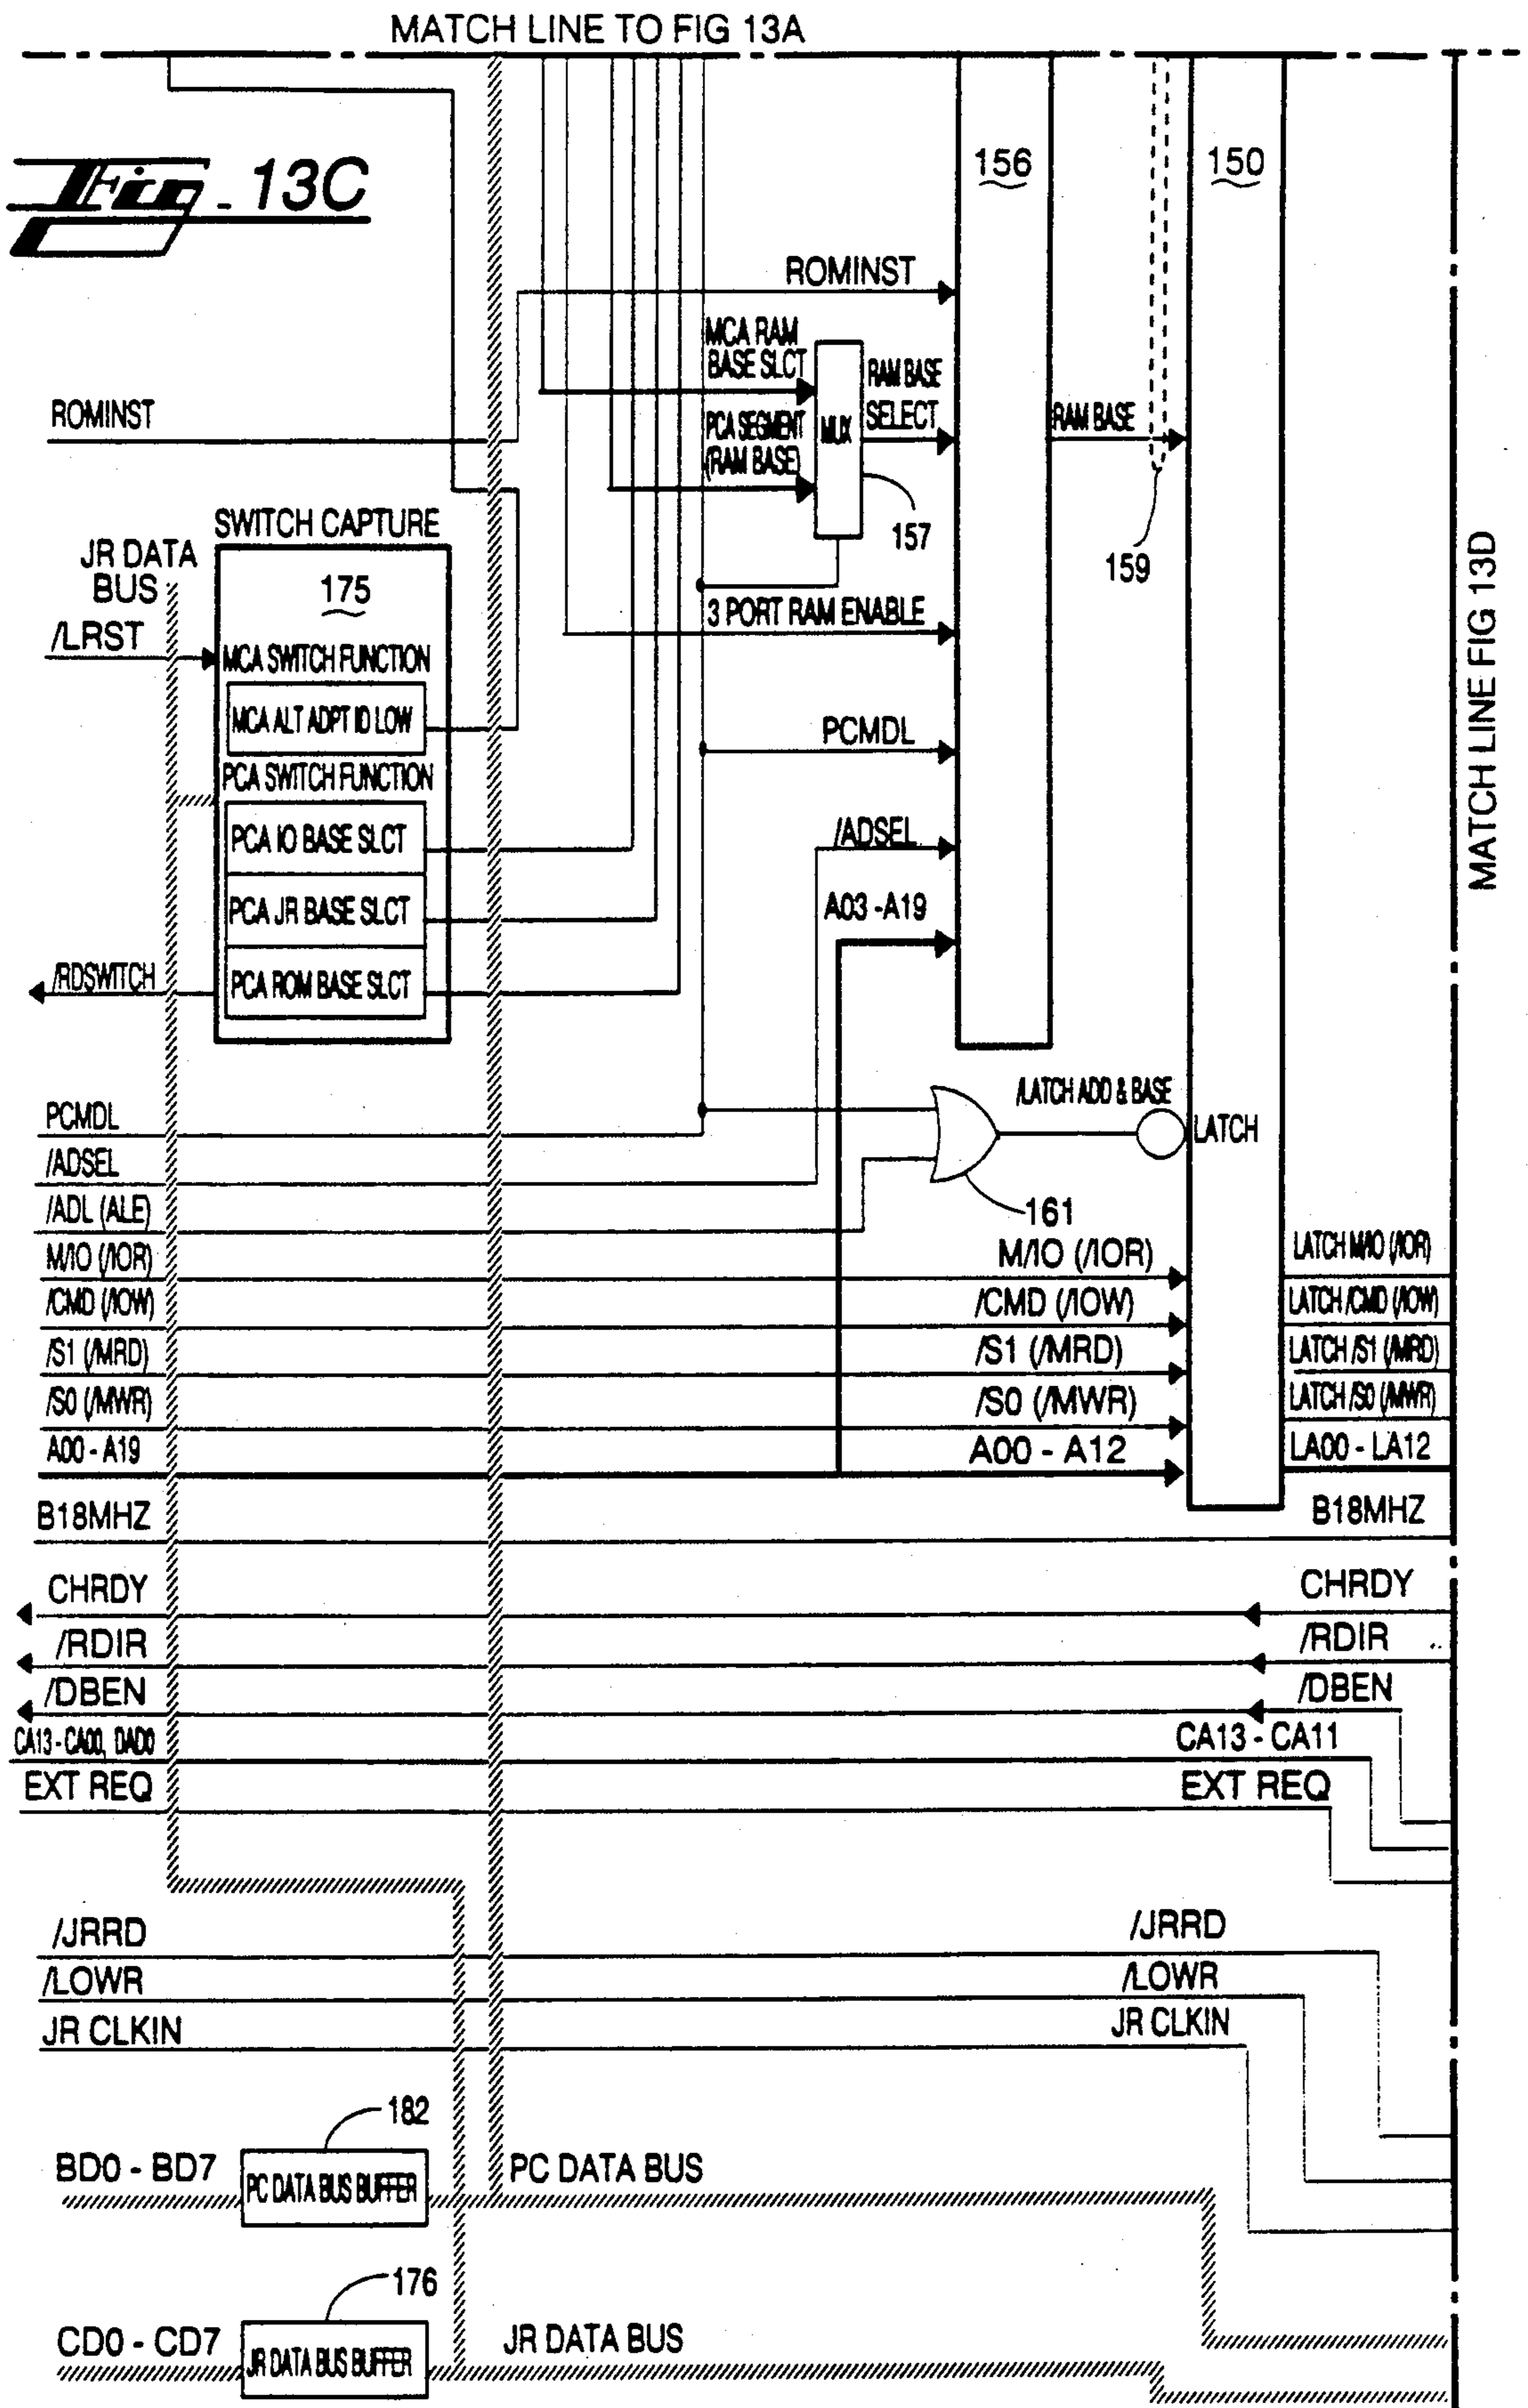 MATCH LINE TO FIG 13A
Fig. 13C
156
150
ROMINST
MCA RAM
BASE SLCT
RAM BASE
SELECT
MUX
PCA SEGMENT
(RAM BASE)
RAM BASE
ROMINST
157
159
SWITCH CAPTURE
JR DATA
BUS
175
/LRST
3 PORT RAM ENABLE
MCA SWITCH FUNCTION
MCA ALT ADPT ID LOW
PCMDL
PCA SWITCH FUNCTION
PCA IO BASE SLCT
/ADSEL
PCA JR BASE SLCT
A03 -A19
/RDSWITCH
PCA ROM BASE SLCT
MATCH LINE FIG 13D
/LATCH ADD & BASE
LATCH
161
PCMDL
/ADSEL
/ADL (ALE)
M/IO (/IOR)
M/IO (/IOR)
LATCH M/IO (/IOR)
/CMD (/IOW)
/CMD (/IOW)
LATCH /CMD (/IOW)
/S1 (/MRD)
/S1 (/MRD)
LATCH /S1 (/MRD)
/S0 (/MWR)
/S0 (/MWR)
LATCH /S0 (/MWR)
A00 - A19
A00 - A12
LA00 - LA12
B18MHZ
B18MHZ
CHRDY
CHRDY
/RDIR
/RDIR
/DBEN
/DBEN
CA13 - CA00, DAD0
CA13 - CA11
EXT REQ
EXT REQ
/JRRD
/JRRD
/LOWR
/LOWR
JR CLKIN
JR CLKIN
182
BD0 - BD7
PC DATA BUS BUFFER
PC DATA BUS
176
CD0 - CD7
JR DATA BUS BUFFER
JR DATA BUS